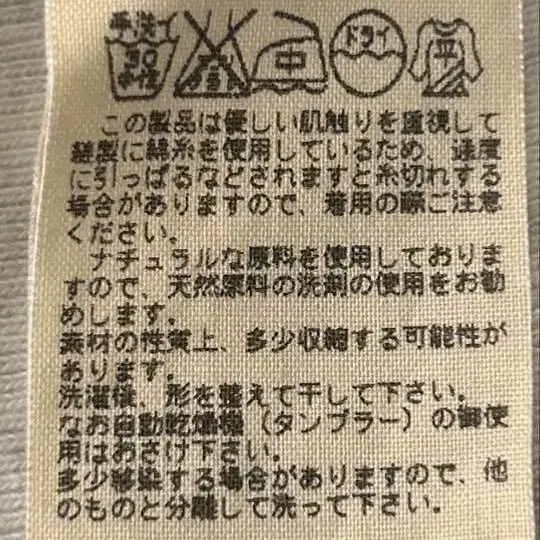 手洗イ 30 中性 エンソサラシ 中 ドライ 平
この製品は優しい肌触りを重視して
縫製に綿糸を使用しているため、過度
に引っぱるなどされますと糸切れする
場合がありますので、着用の際ご注意
ください。
ナチュラルな原料を使用しておりま
すので、天然原料の洗剤の使用をお勧
めします。
素材の性質上、多少収縮する可能性が
あります。
洗濯後、形を整えて干して下さい。
なお自動乾燥機（タンブラー）の御使
用はおさけ下さい。
多少移染する場合がありますので、他
のものと分離して洗って下さい。